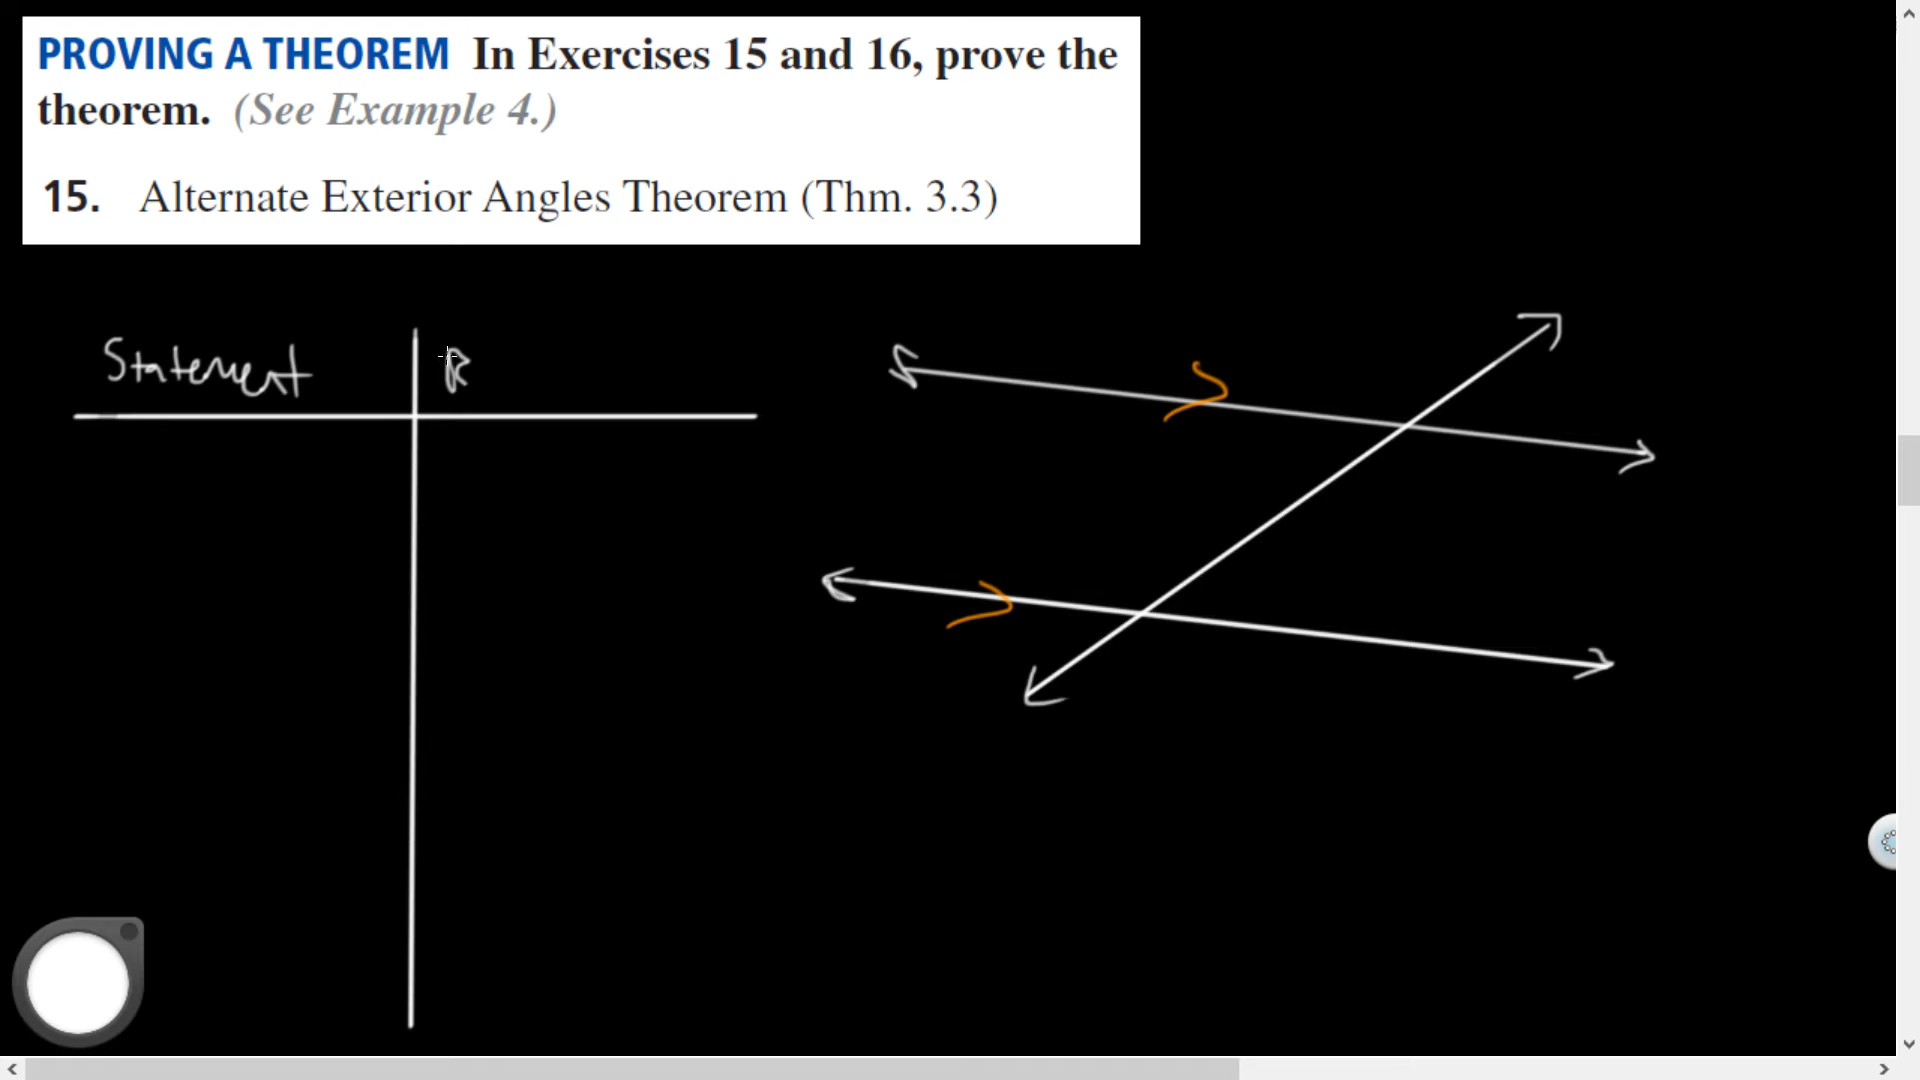 PROVING A THEOREM In Exercises 15 and 16, prove the
theorem. (See Example 4.)
15. Alternate Exterior Angles Theorem (Thm. 3.3)
Statement R